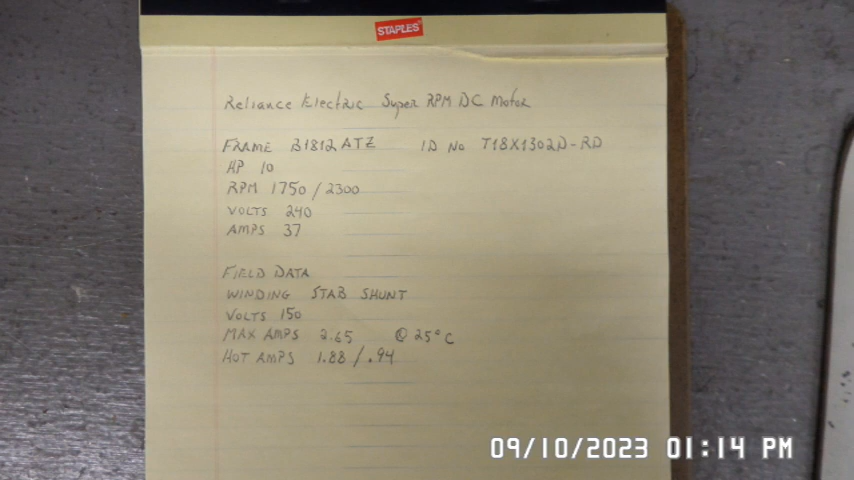 STAPLES
Reliance Electric Super RPM DC Motor
FRAME B1812ATZ ID No T18X1302D-RD
HP 10
RPM 1750 / 2300
VOLTS 240
AMPS 37
FIELD DATA
WINDING STAB SHUNT
VOLTS 150
MAX AMPS 2.65 @ 25°C
HOT AMPS 1.88 / .94
09/10/2023 01:14 PM